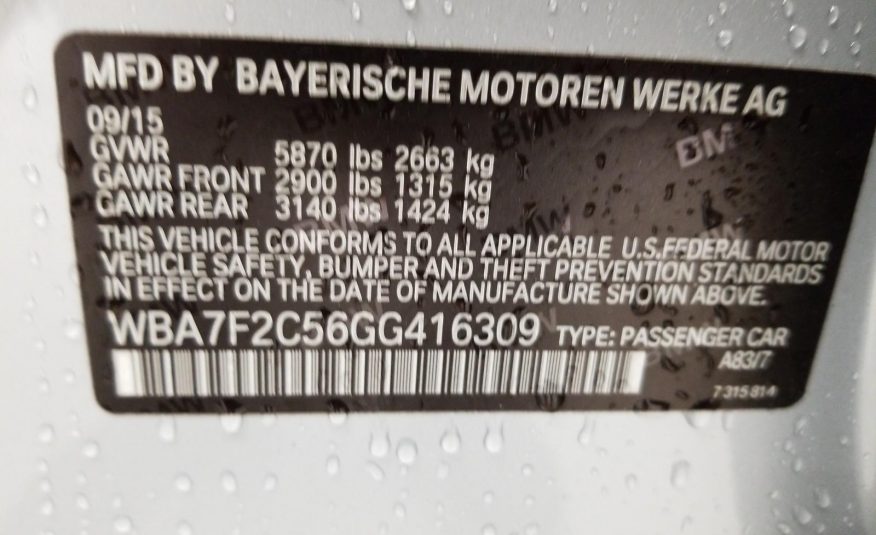 MFD BY BAYERISCHE MOTOREN WERKE AG
09/15
GVWR 5870 lbs 2663 kg
GAWR FRONT 2900 lbs 1315 kg
GAWR REAR 3140 lbs 1424 kg
THIS VEHICLE CONFORMS TO ALL APPLICABLE U.S.FEDERAL MOTOR
VEHICLE SAFETY, BUMPER AND THEFT PREVENTION STANDARDS
IN EFFECT ON THE DATE OF MANUFACTURE SHOWN ABOVE.
WBA7F2C56GG416309 TYPE: PASSENGER CAR
A83/7
7 315 814